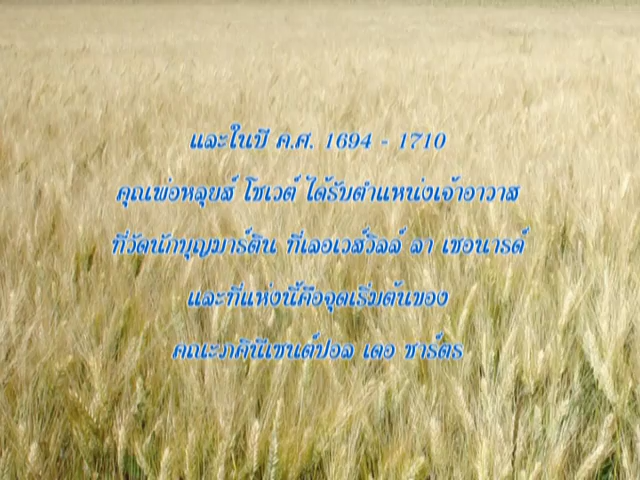 และในปี ค.ศ. 1694 - 1710
คุณพ่อหลุยส์ โชเวต์ ได้รับตำแหน่งเจ้าอาวาส
ที่วัดนักบุญมาร์ติน ที่เลอเวส์วิลล์ ลา เชอนารด์
และที่แห่งนี้คือจุดเริ่มต้นของ
คณะภคินีเซนต์ปอล เดอ ชาร์ตร